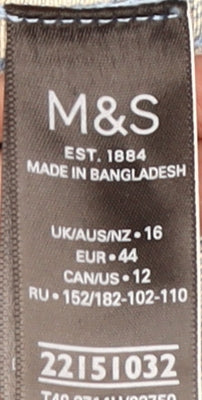 M&S
EST. 1884
MADE IN BANGLADESH
UK/AUS/NZ • 16
EUR • 44
CAN/US • 12
RU • 152/182-102-110
22151032